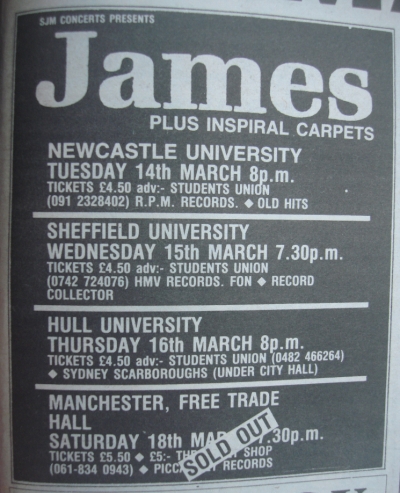 SJM CONCERTS PRESENTS
James
PLUS INSPIRAL CARPETS
NEWCASTLE UNIVERSITY
TUESDAY 14th MARCH 8p.m.
TICKETS £4.50 adv:- STUDENTS UNION
(091 2328402) R.P.M. RECORDS. ◆ OLD HITS
SHEFFIELD UNIVERSITY
WEDNESDAY 15th MARCH 7.30p.m.
TICKETS £4.50 adv:- STUDENTS UNION
(0742 724076) HMV RECORDS. FON ◆ RECORD
COLLECTOR
HULL UNIVERSITY
THURSDAY 16th MARCH 8p.m.
TICKETS £4.50 adv:- STUDENTS UNION (0482 466264)
◆ SYDNEY SCARBOROUGHS (UNDER CITY HALL)
MANCHESTER, FREE TRADE
HALL
SATURDAY 18th 7.30p.m.
TICKETS £5.50 ◆ £5:- SHOP
(061-834 0943) ◆ RECORDS
SOLD OUT